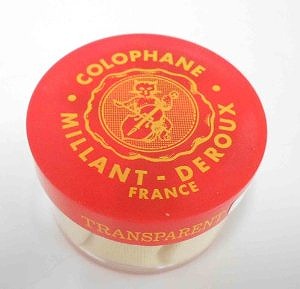 • COLOPHANE •
MILLANT - DEROUX
FRANCE
TRANSPARENT